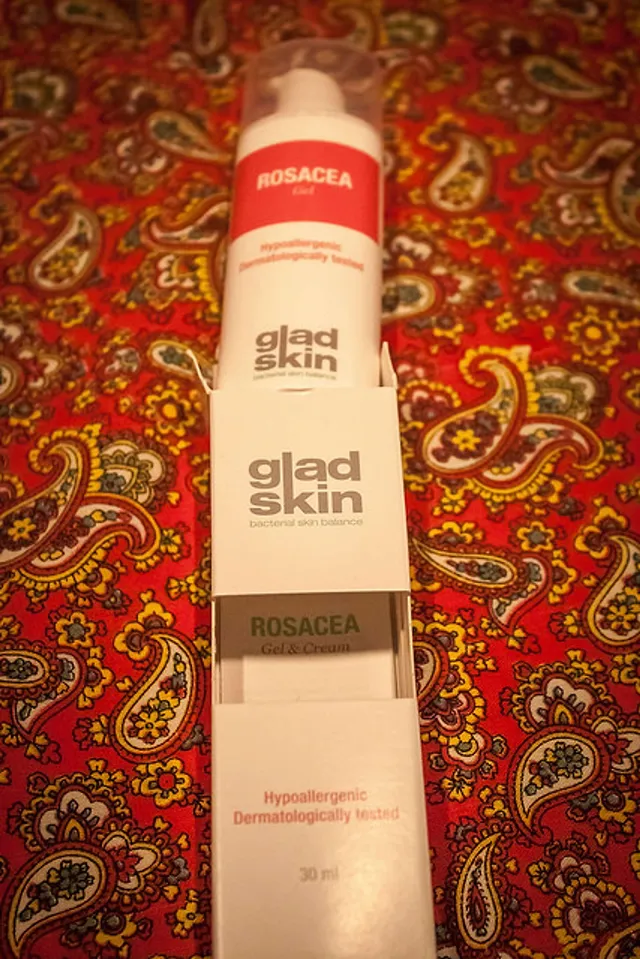 ROSACEA
Gel
Hypoallergenic
Dermatologically tested
glad
skin
bacterial skin balance
glad
skin
bacterial skin balance
ROSACEA
Gel & Cream
Hypoallergenic
Dermatologically tested
30 ml